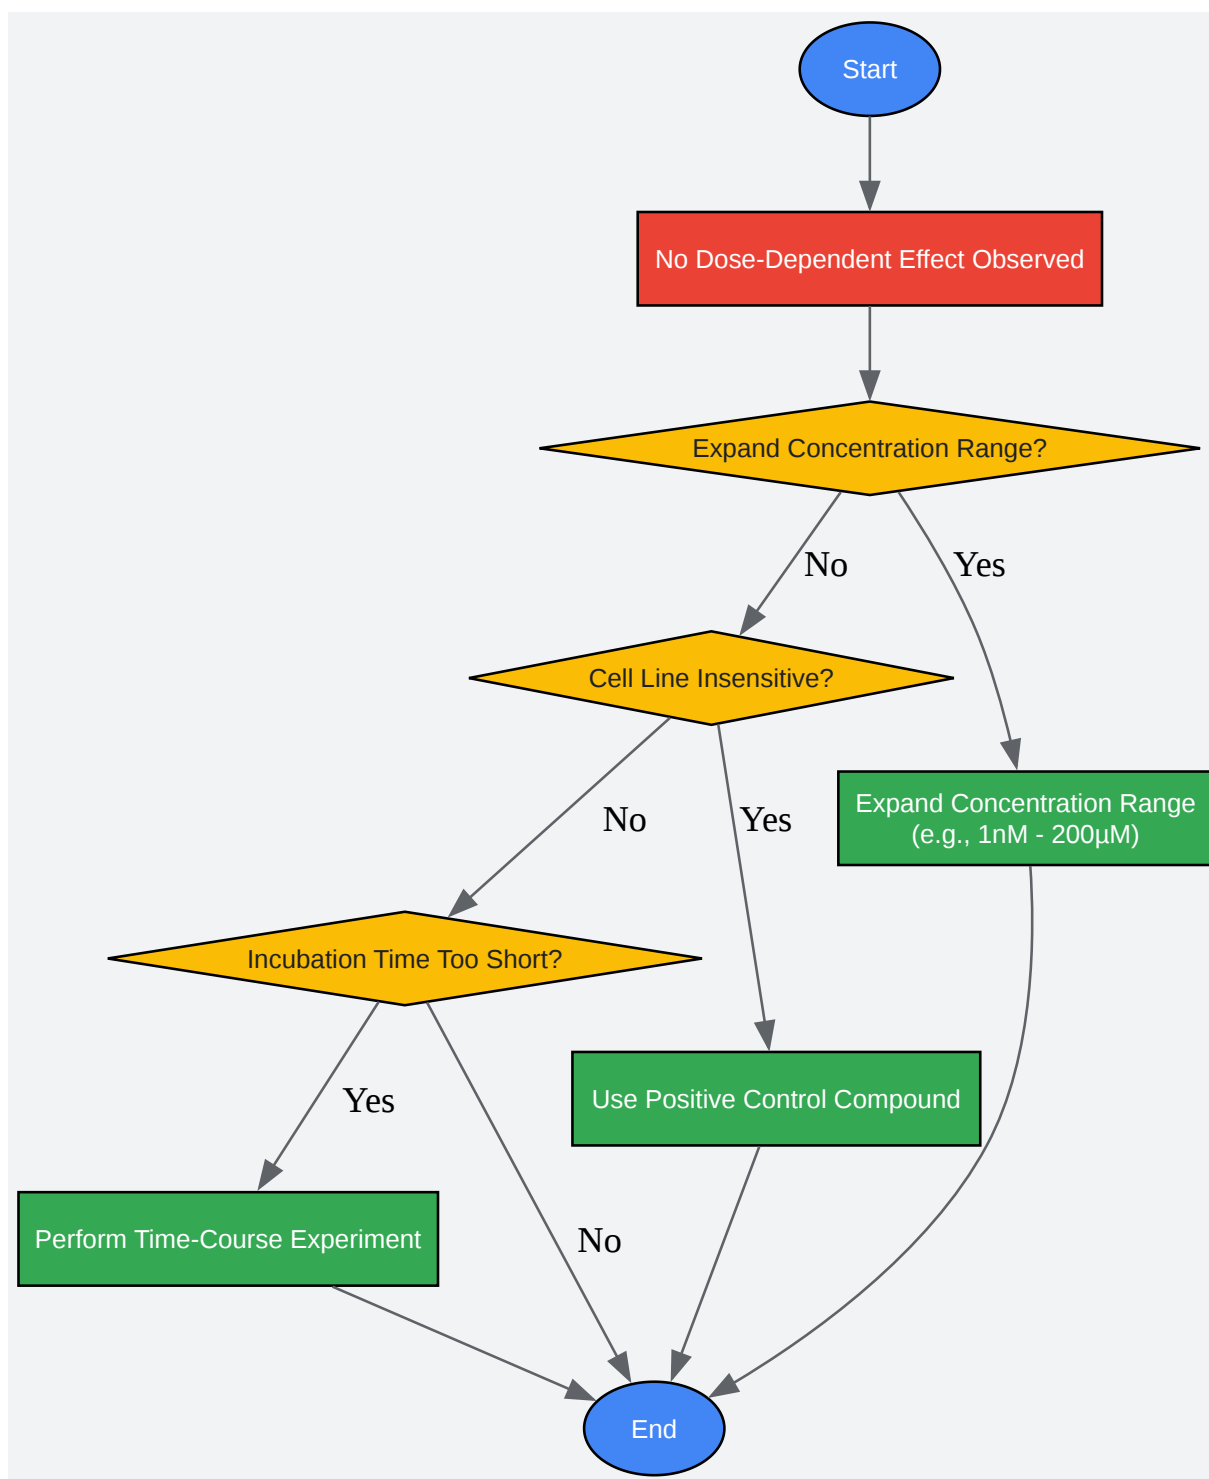 Start
No Dose-Dependent Effect Observed
Expand Concentration Range?
No
Yes
Cell Line Insensitive?
Expand Concentration Range
(e.g., 1nM - 200µM)
No
Yes
Incubation Time Too Short?
Use Positive Control Compound
Yes
Perform Time-Course Experiment
No
End